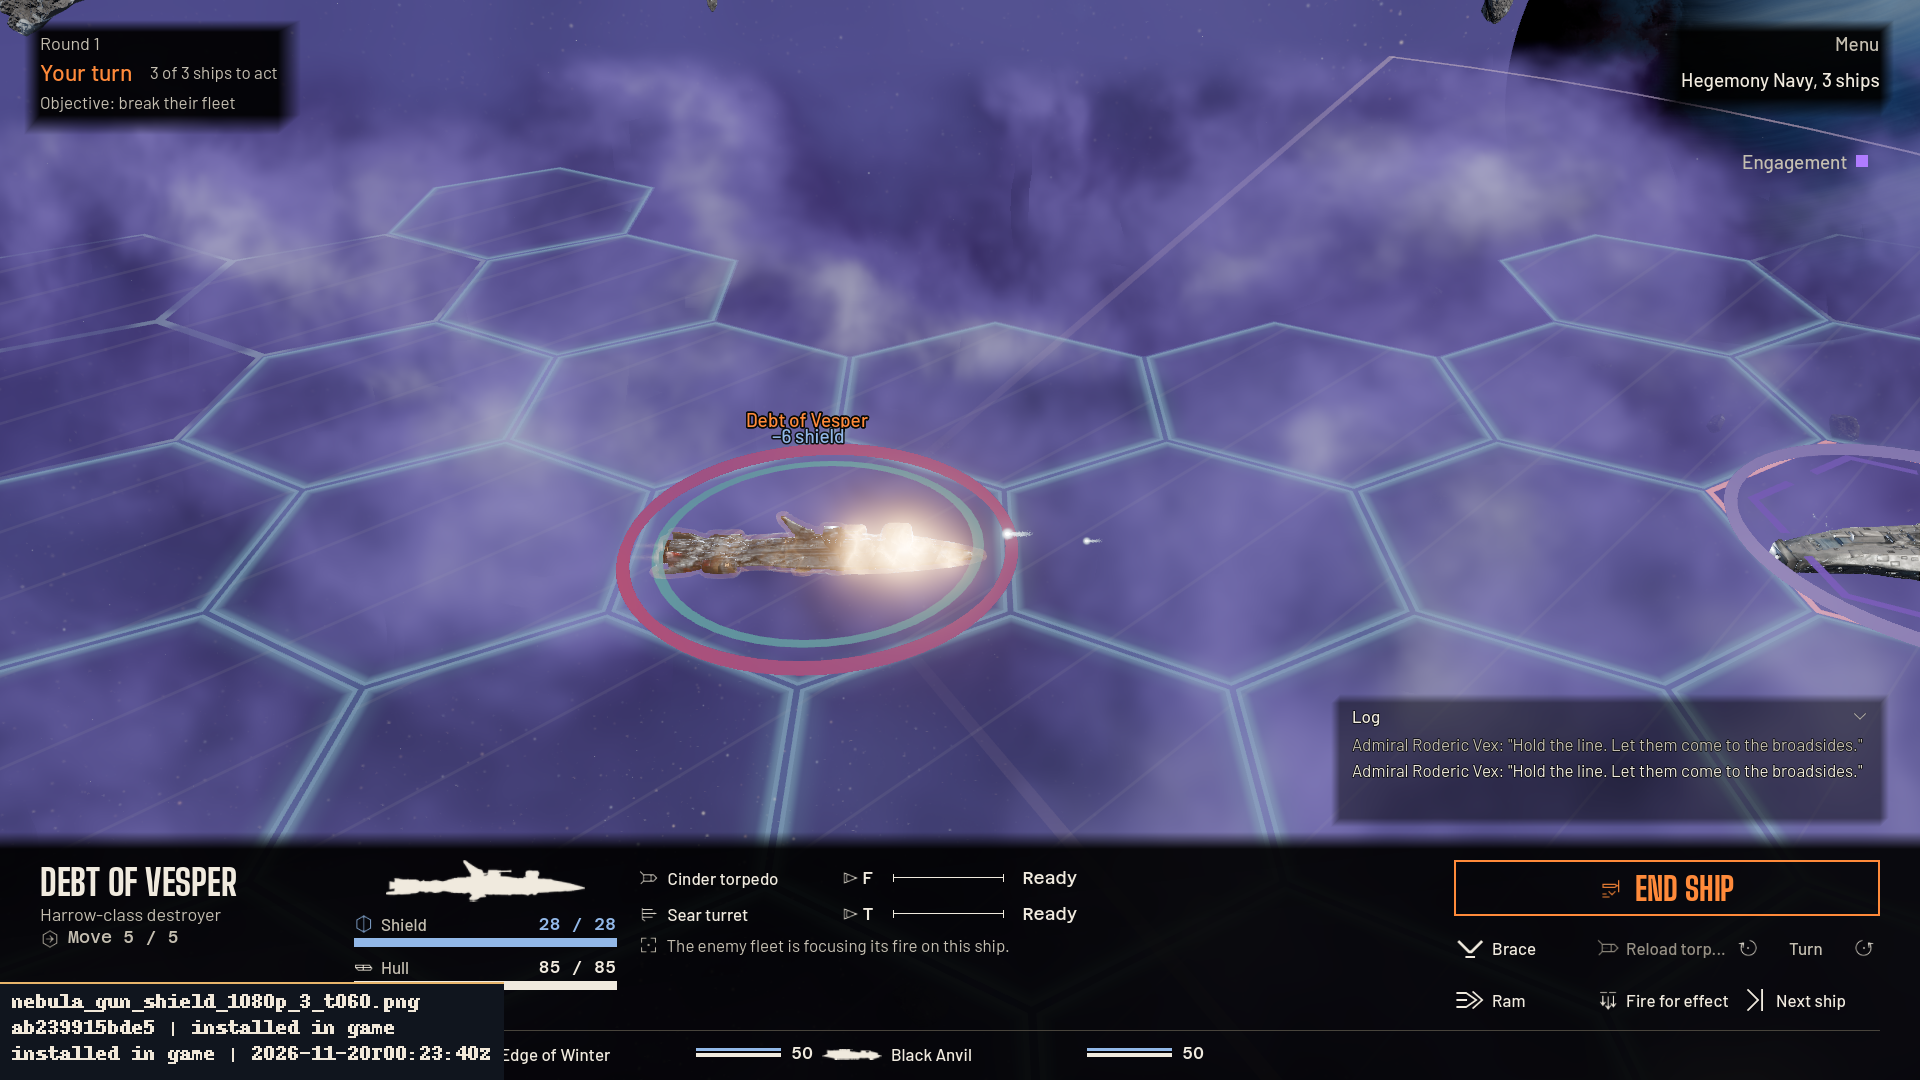 Round 1
Your turn 3 of 3 ships to act
Objective: break their fleet
Menu
Hegemony Navy, 3 ships
Engagement
Debt of Vesper
−6 shield
Log
Admiral Roderic Vex: "Hold the line. Let them come to the broadsides."
Admiral Roderic Vex: "Hold the line. Let them come to the broadsides."
DEBT OF VESPER
Harrow-class destroyer
Move 5 / 5
Shield 28 / 28
Hull 85 / 85
Cinder torpedo F Ready
Sear turret T Ready
The enemy fleet is focusing its fire on this ship.
END SHIP
Brace Reload torp... Turn
Ram Fire for effect Next ship
nebula_gun_shield_1080p_3_t060.png
ab239915bde5 | installed in game
installed in game | 2026-11-20T00:23:40Z
Edge of Winter 50 Black Anvil 50